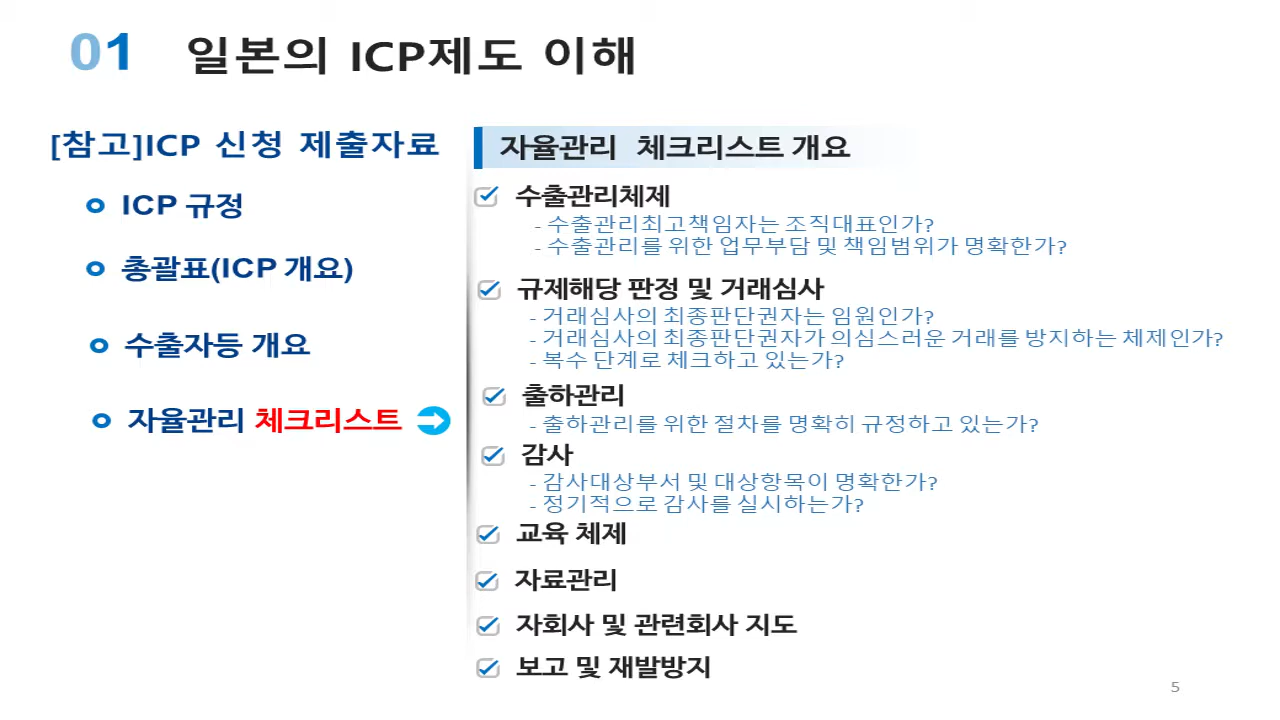 01 일본의 ICP제도 이해
[참고]ICP 신청 제출자료
ICP 규정
총괄표(ICP 개요)
수출자등 개요
자율관리 체크리스트
자율관리 체크리스트 개요
수출관리체제
- 수출관리최고책임자는 조직대표인가?
- 수출관리를 위한 업무부담 및 책임범위가 명확한가?
규제해당 판정 및 거래심사
- 거래심사의 최종판단권자는 임원인가?
- 거래심사의 최종판단권자가 의심스러운 거래를 방지하는 체제인가?
- 복수 단계로 체크하고 있는가?
출하관리
- 출하관리를 위한 절차를 명확히 규정하고 있는가?
감사
- 감사대상부서 및 대상항목이 명확한가?
- 정기적으로 감사를 실시하는가?
교육 체제
자료관리
자회사 및 관련회사 지도
보고 및 재발방지
5